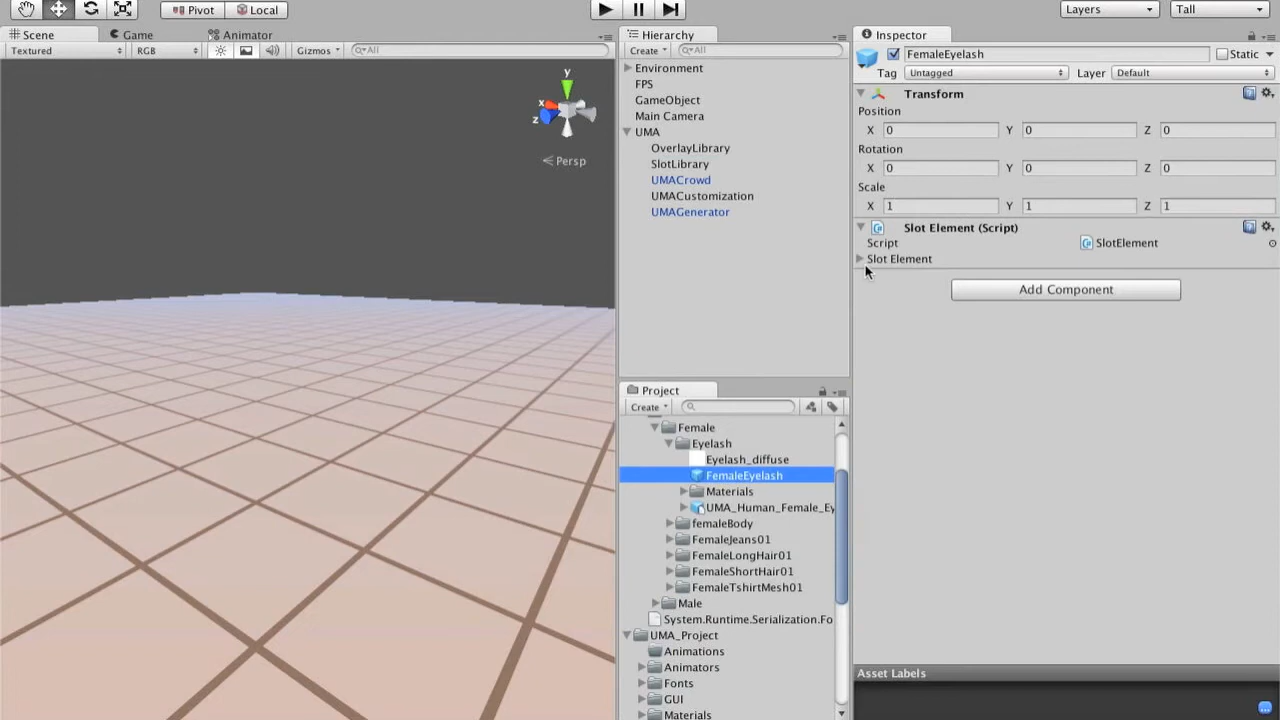 Pivot Local Layers Tall
Scene Game Animator
Textured RGB Gizmos All
y
x
z
Persp
Hierarchy
Create All
Environment
FPS
GameObject
Main Camera
UMA
OverlayLibrary
SlotLibrary
UMACrowd
UMACustomization
UMAGenerator
Project
Create
Female
Eyelash
Eyelash_diffuse
FemaleEyelash
Materials
UMA_Human_Female_Ey
femaleBody
FemaleJeans01
FemaleLongHair01
FemaleShortHair01
FemaleTshirtMesh01
Male
System.Runtime.Serialization.Fo
UMA_Project
Animations
Animators
Fonts
GUI
Materials
Inspector
FemaleEyelash Static
Tag Untagged Layer Default
Transform
Position
X 0 Y 0 Z 0
Rotation
X 0 Y 0 Z 0
Scale
X 1 Y 1 Z 1
Slot Element (Script)
Script SlotElement
Slot Element
Add Component
Asset Labels